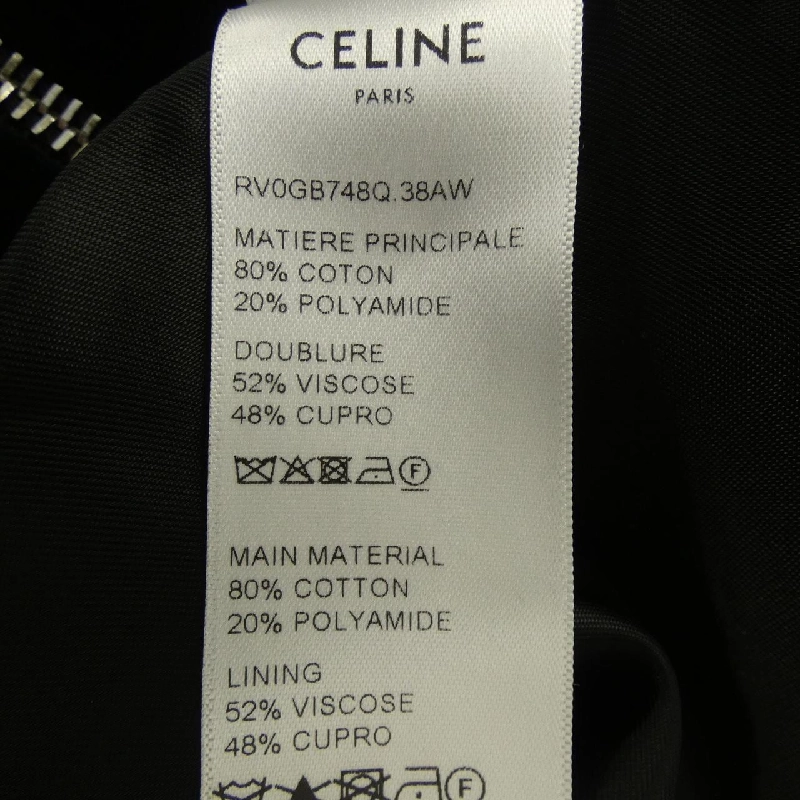 CELINE
PARIS
RV0GB748Q.38AW
MATIERE PRINCIPALE
80% COTON
20% POLYAMIDE
DOUBLURE
52% VISCOSE
48% CUPRO
F
MAIN MATERIAL
80% COTTON
20% POLYAMIDE
LINING
52% VISCOSE
48% CUPRO
F